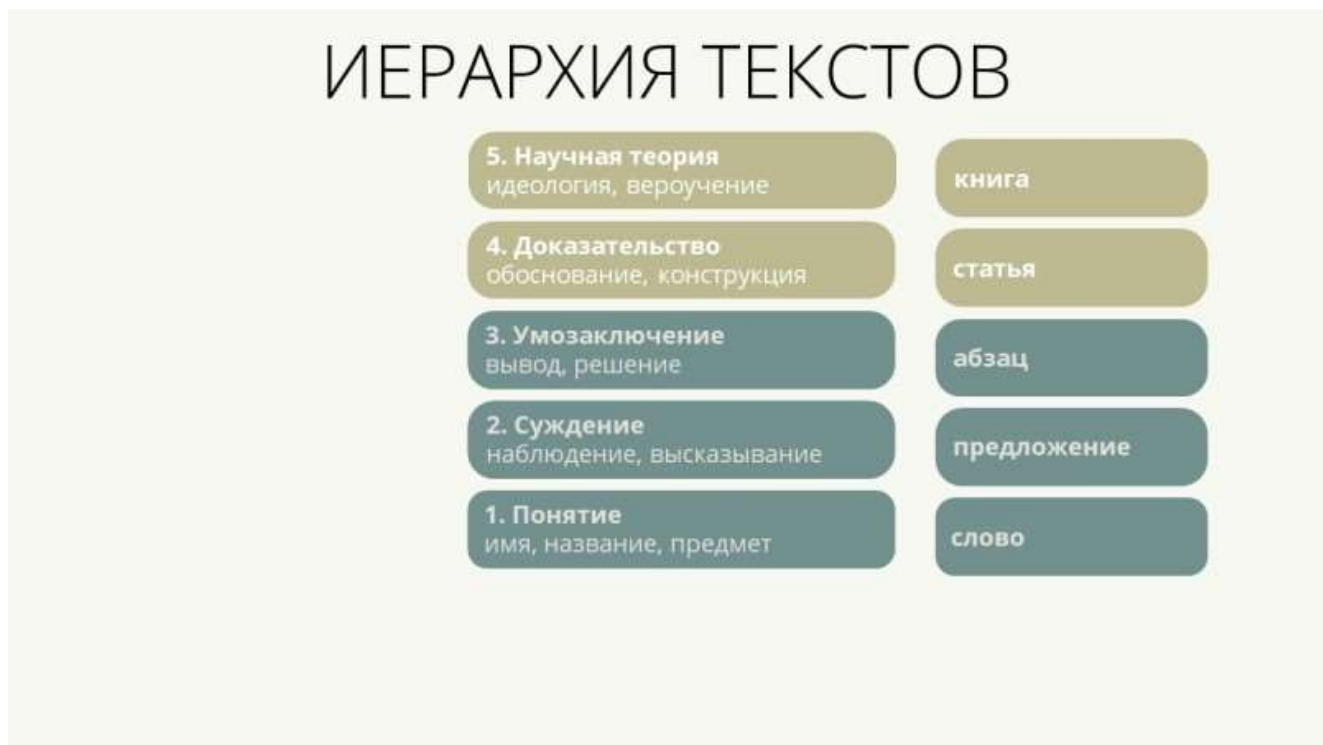 ИЕРАРХИЯ ТЕКСТОВ
5. Научная теория
идеология, вероучение
книга
4. Доказательство
обоснование, конструкция
статья
3. Умозаключение
вывод, решение
абзац
2. Суждение
наблюдение, высказывание
предложение
1. Понятие
имя, название, предмет
слово